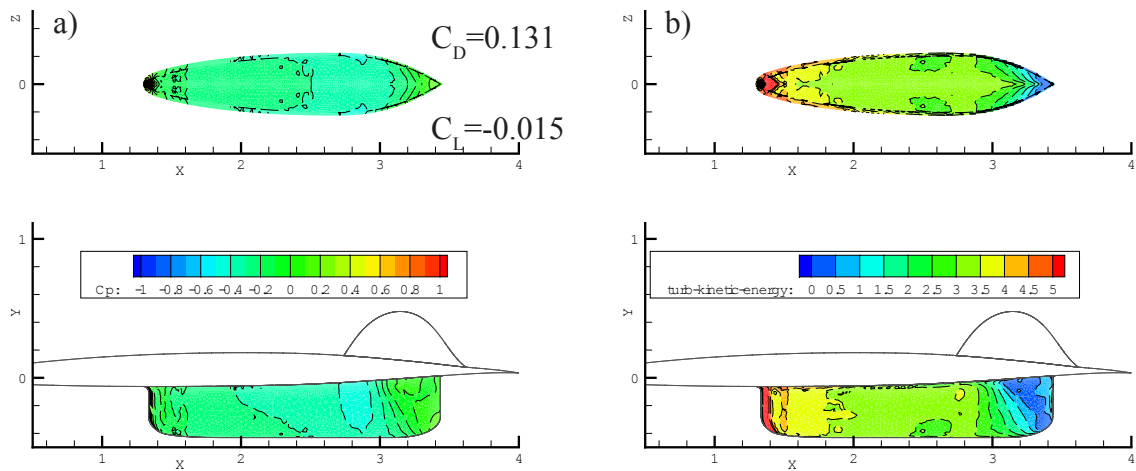 a)
C_D=0.131
C_L=-0.015
Z
0
1 2 3 4
X
b)
Z
0
1 2 3 4
X
1
Cp: -1 -0.8 -0.6 -0.4 -0.2 0 0.2 0.4 0.6 0.8 1
Y
0
1 2 3 4
X
1
turb-kinetic-energy: 0 0.5 1 1.5 2 2.5 3 3.5 4 4.5 5
Y
0
1 2 3 4
X